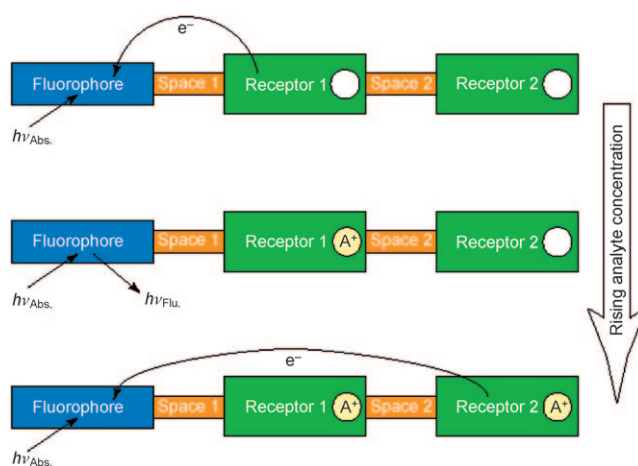 e⁻
Fluorophore Space 1 Receptor 1 Space 2 Receptor 2
hνAbs.
Fluorophore Space 1 Receptor 1 A⁺ Space 2 Receptor 2
hνAbs. hνFlu.
e⁻
Fluorophore Space 1 Receptor 1 A⁺ Space 2 Receptor 2 A⁺
hνAbs.
Rising analyte concentration